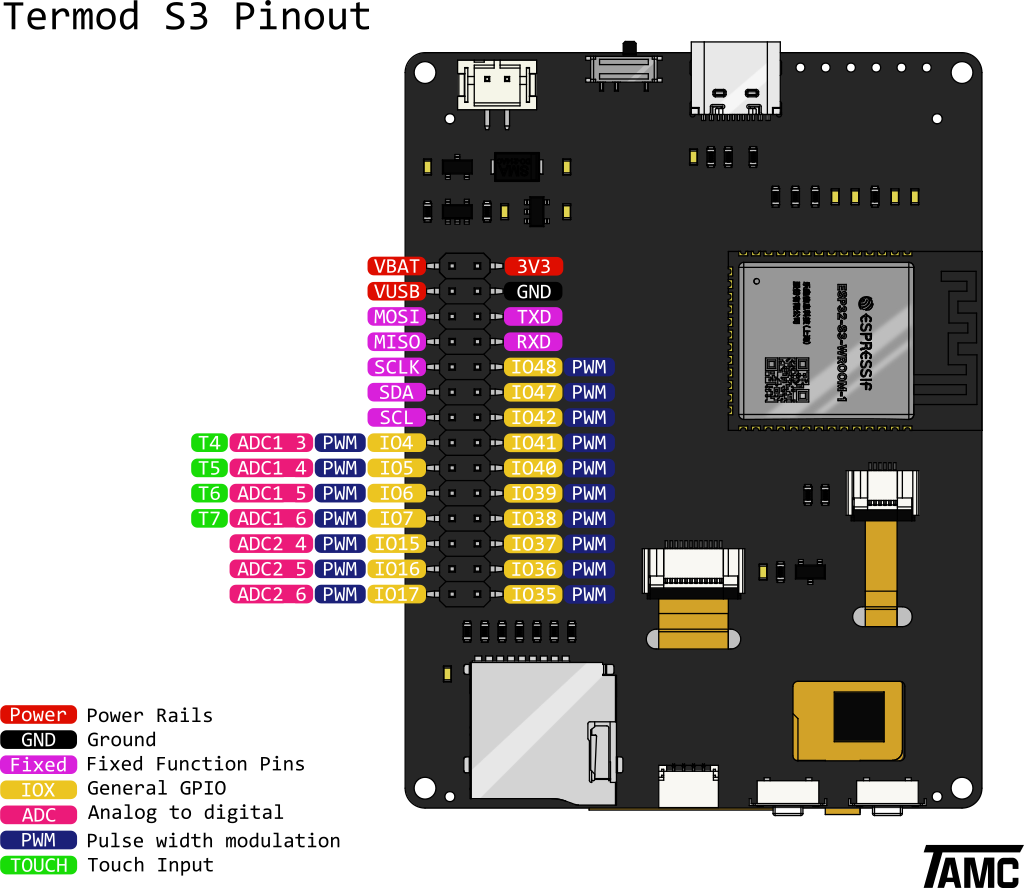 Termod S3 Pinout
VBAT 3V3
VUSB GND
MOSI TXD
MISO RXD
SCLK IO48 PWM
SDA IO47 PWM
SCL IO42 PWM
T4 ADC1 3 PWM IO4 IO41 PWM
T5 ADC1 4 PWM IO5 IO40 PWM
T6 ADC1 5 PWM IO6 IO39 PWM
T7 ADC1 6 PWM IO7 IO38 PWM
ADC2 4 PWM IO15 IO37 PWM
ADC2 5 PWM IO16 IO36 PWM
ADC2 6 PWM IO17 IO35 PWM
ESPRESSIF
ESP32-S3-WROOM-1
Power Power Rails
GND Ground
Fixed Fixed Function Pins
IOX General GPIO
ADC Analog to digital
PWM Pulse width modulation
TOUCH Touch Input
TAMC